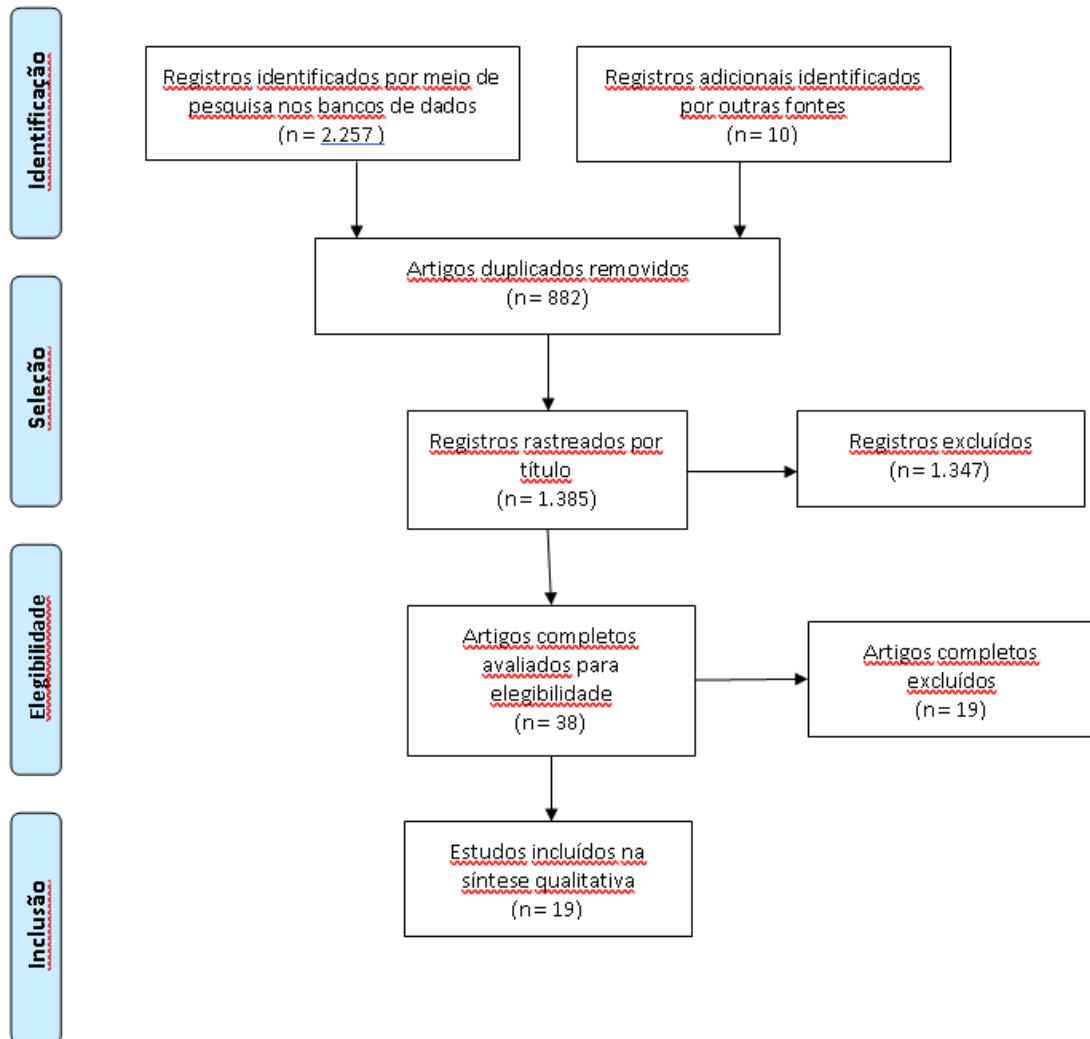 Identificação
Registros identificados por meio de
pesquisa nos bancos de dados
(n = 2.257 )
Registros adicionais identificados
por outras fontes
(n = 10)
Artigos duplicados removidos
(n = 882)
Seleção
Registros rastreados por
título
(n = 1.385)
Registros excluídos
(n = 1.347)
Elegibilidade
Artigos completos
avaliados para
elegibilidade
(n = 38)
Artigos completos
excluídos
(n = 19)
Inclusão
Estudos incluídos na
síntese qualitativa
(n = 19)